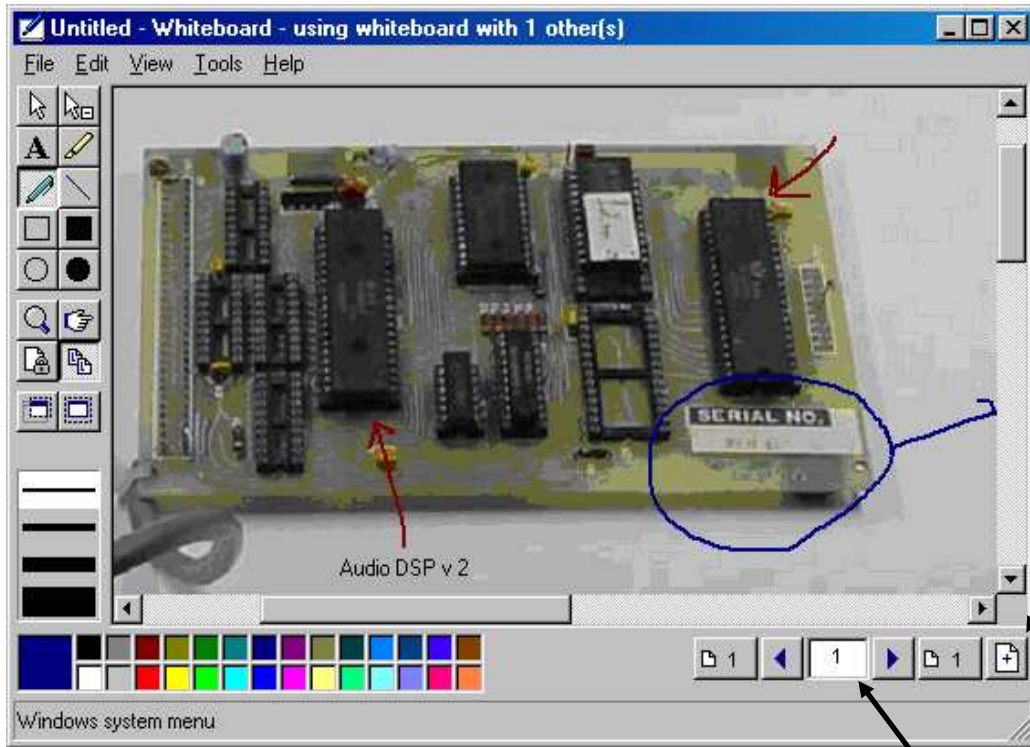 Untitled - Whiteboard - using whiteboard with 1 other(s)
File Edit View Tools Help
A
SERIAL NO.
Audio DSP v 2
1 1 1
Windows system menu